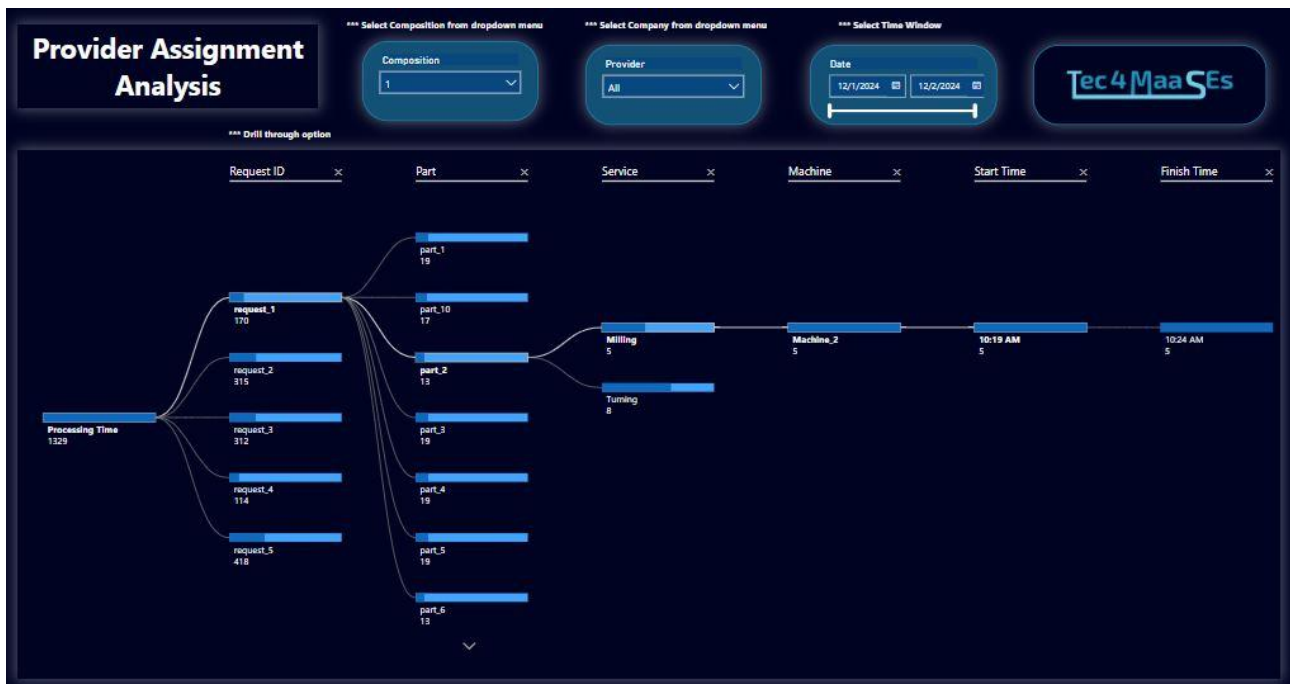 *** Select Composition from dropdown menu
*** Select Company from dropdown menu
*** Select Time Window
Provider Assignment
Analysis
Composition
1
Provider
All
Date
12/1/2024
12/2/2024
Tec4MaaSEs
*** Drill through option
Request ID
Part
Service
Machine
Start Time
Finish Time
Processing Time
1329
request_1
170
request_2
315
request_3
312
request_4
114
request_5
418
part_1
19
part_10
17
part_2
13
part_3
19
part_4
19
part_5
19
part_6
13
Milling
5
Turning
8
Machine_2
5
10:19 AM
5
10:24 AM
5